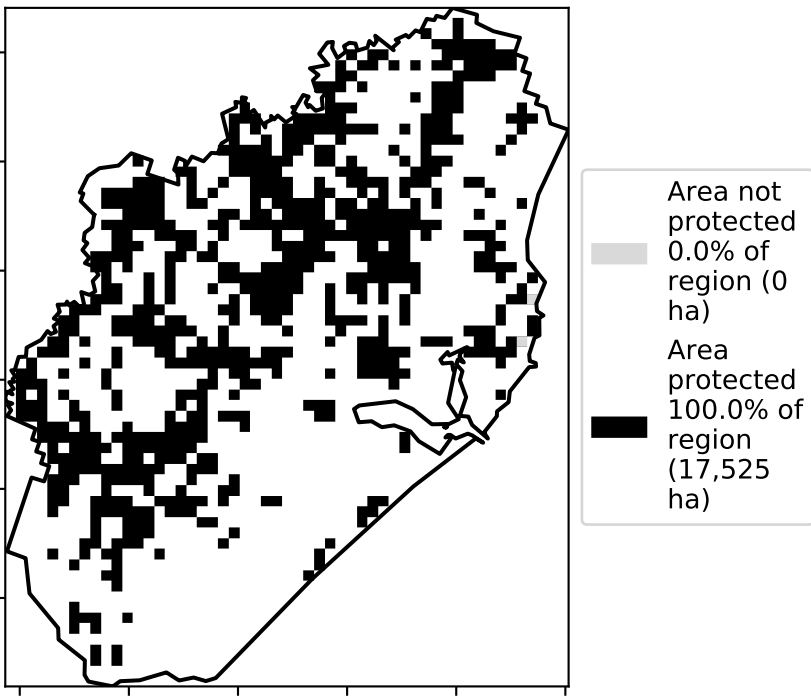 Area not
protected
0.0% of
region (0
ha)
Area
protected
100.0% of
region
(17,525
ha)